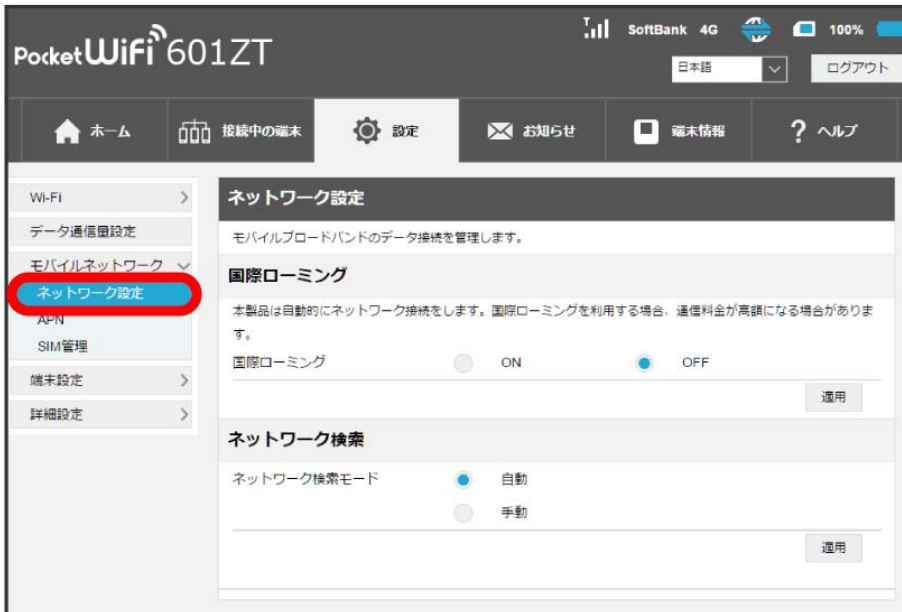 SoftBank 4G 100%
Pocket WiFi 601ZT
日本語 ログアウト
ホーム 接続中の端末 設定 お知らせ 端末情報 ? ヘルプ
Wi-Fi
データ通信量設定
モバイルネットワーク
ネットワーク設定
APN
SIM管理
端末設定
詳細設定
ネットワーク設定
モバイルブロードバンドのデータ接続を管理します。
国際ローミング
本製品は自動的にネットワーク接続をします。国際ローミングを利用する場合、通信料金が高額になる場合がありま
す。
国際ローミング ON OFF
適用
ネットワーク検索
ネットワーク検索モード 自動
手動
適用